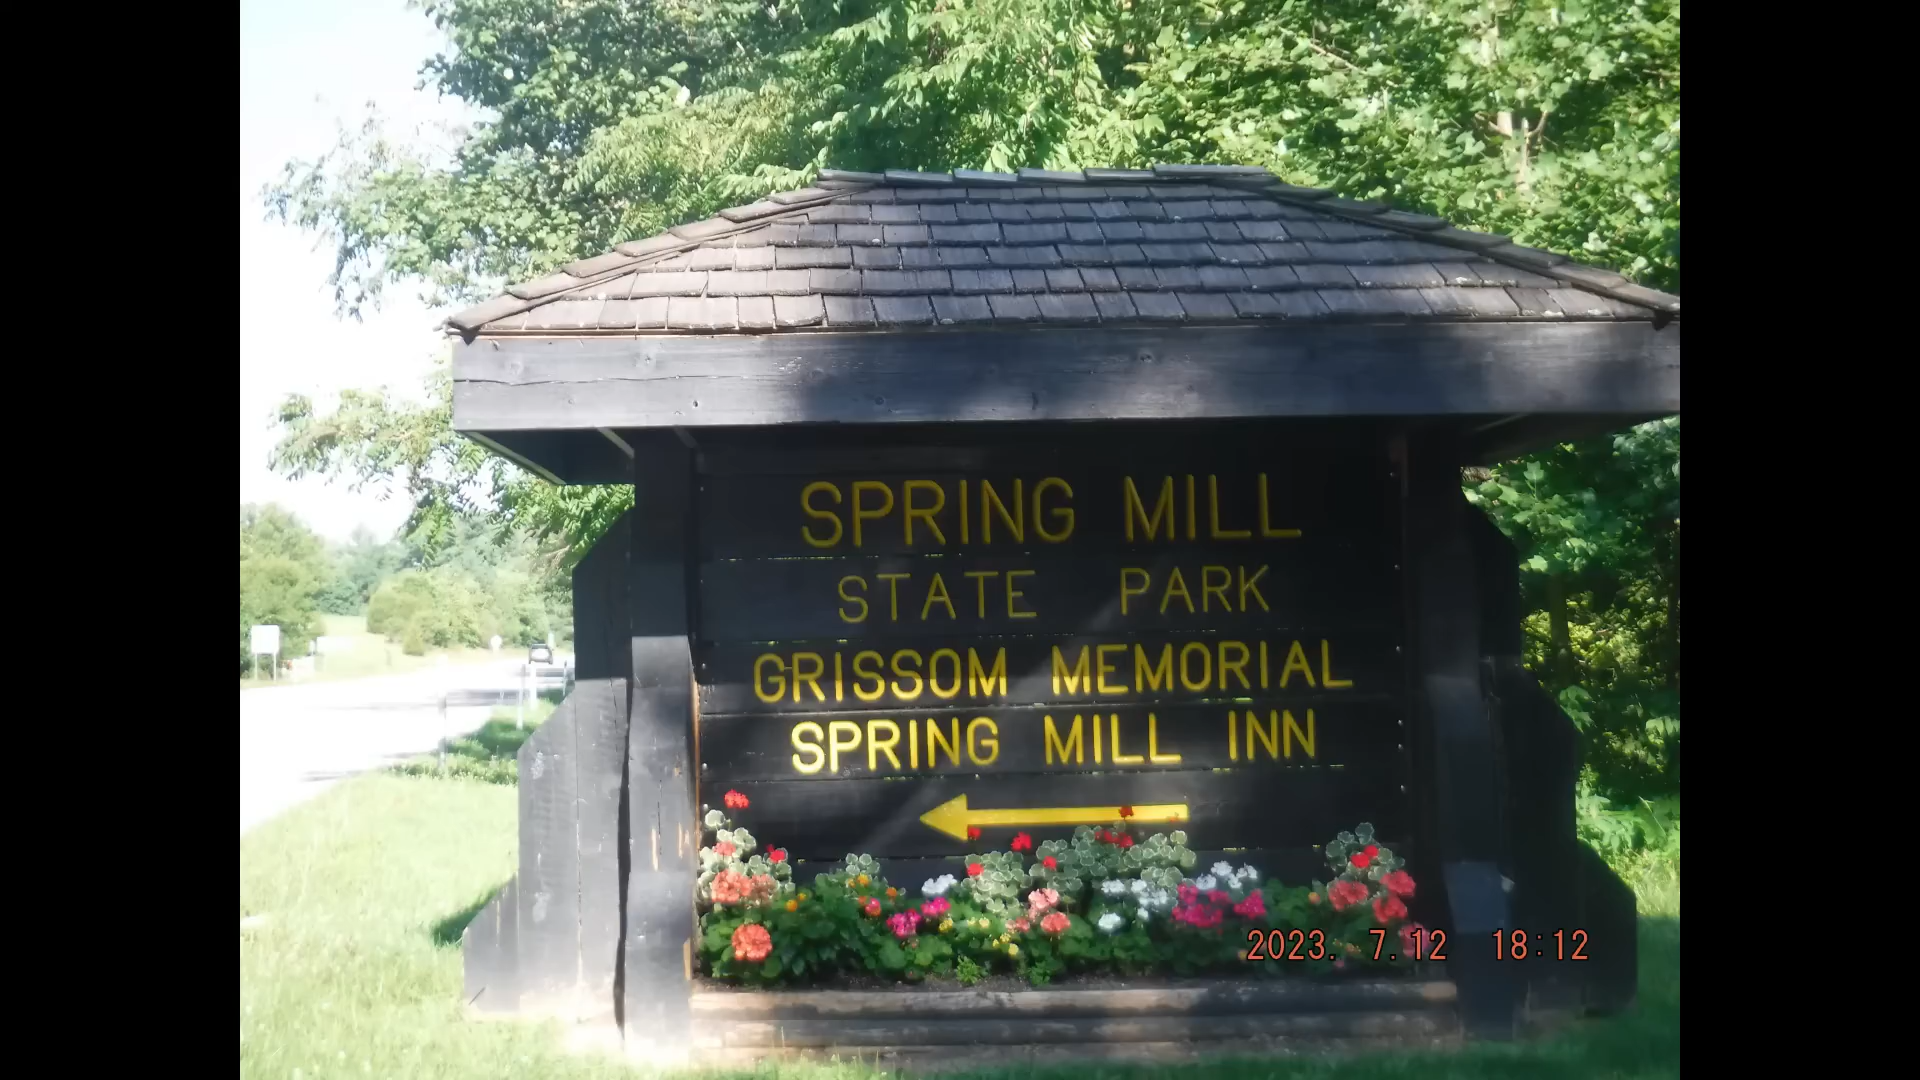 SPRING MILL
STATE PARK
GRISSOM MEMORIAL
SPRING MILL INN
2023. 7.12 18:12